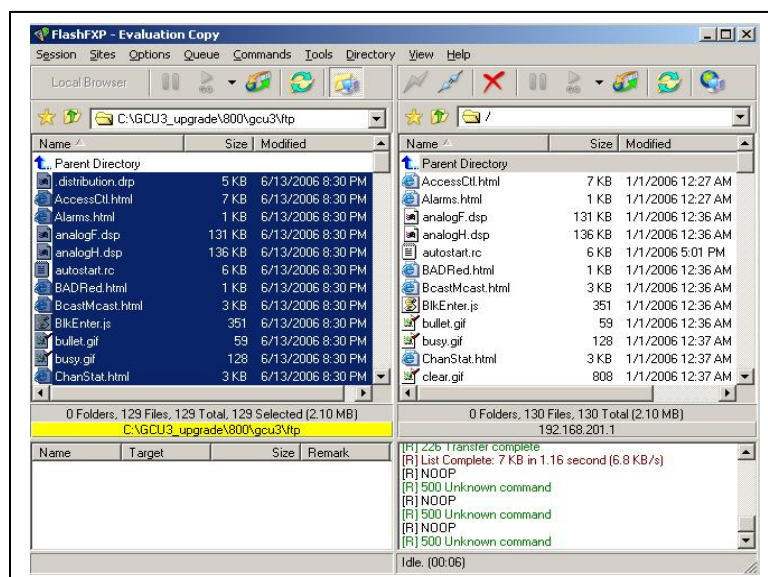 FlashFXP - Evaluation Copy
Session Sites Options Queue Commands Tools Directory View Help
Local Browser
C:\GCU3_upgrade\800\gcu3\ftp
Name Size Modified
Parent Directory
.distribution.drp 5 KB 6/13/2006 8:30 PM
AccessCtl.html 7 KB 6/13/2006 8:30 PM
Alarms.html 1 KB 6/13/2006 8:30 PM
analogF.dsp 131 KB 6/13/2006 8:30 PM
analogH.dsp 136 KB 6/13/2006 8:30 PM
autostart.rc 6 KB 6/13/2006 8:30 PM
BADRed.html 1 KB 6/13/2006 8:30 PM
BcastMcast.html 3 KB 6/13/2006 8:30 PM
BlkEnter.js 351 6/13/2006 8:30 PM
bullet.gif 59 6/13/2006 8:30 PM
busy.gif 128 6/13/2006 8:30 PM
ChanStat.html 3 KB 6/13/2006 8:30 PM
0 Folders, 129 Files, 129 Total, 129 Selected (2.10 MB)
C:\GCU3_upgrade\800\gcu3\ftp
/
Name Size Modified
Parent Directory
AccessCtl.html 7 KB 1/1/2006 12:27 AM
Alarms.html 1 KB 1/1/2006 12:27 AM
analogF.dsp 131 KB 1/1/2006 12:36 AM
analogH.dsp 136 KB 1/1/2006 12:36 AM
autostart.rc 6 KB 1/1/2006 5:01 PM
BADRed.html 1 KB 1/1/2006 12:36 AM
BcastMcast.html 3 KB 1/1/2006 12:36 AM
BlkEnter.js 351 1/1/2006 12:36 AM
bullet.gif 59 1/1/2006 12:36 AM
busy.gif 128 1/1/2006 12:37 AM
ChanStat.html 3 KB 1/1/2006 12:37 AM
clear.gif 808 1/1/2006 12:37 AM
0 Folders, 130 Files, 130 Total (2.10 MB)
192.168.201.1
Name Target Size Remark
[R] 226 Transfer complete
[R] List Complete: 7 KB in 1.16 second (6.8 KB/s)
[R] NOOP
[R] 500 Unknown command
[R] NOOP
[R] 500 Unknown command
[R] NOOP
[R] 500 Unknown command
Idle. (00:06)